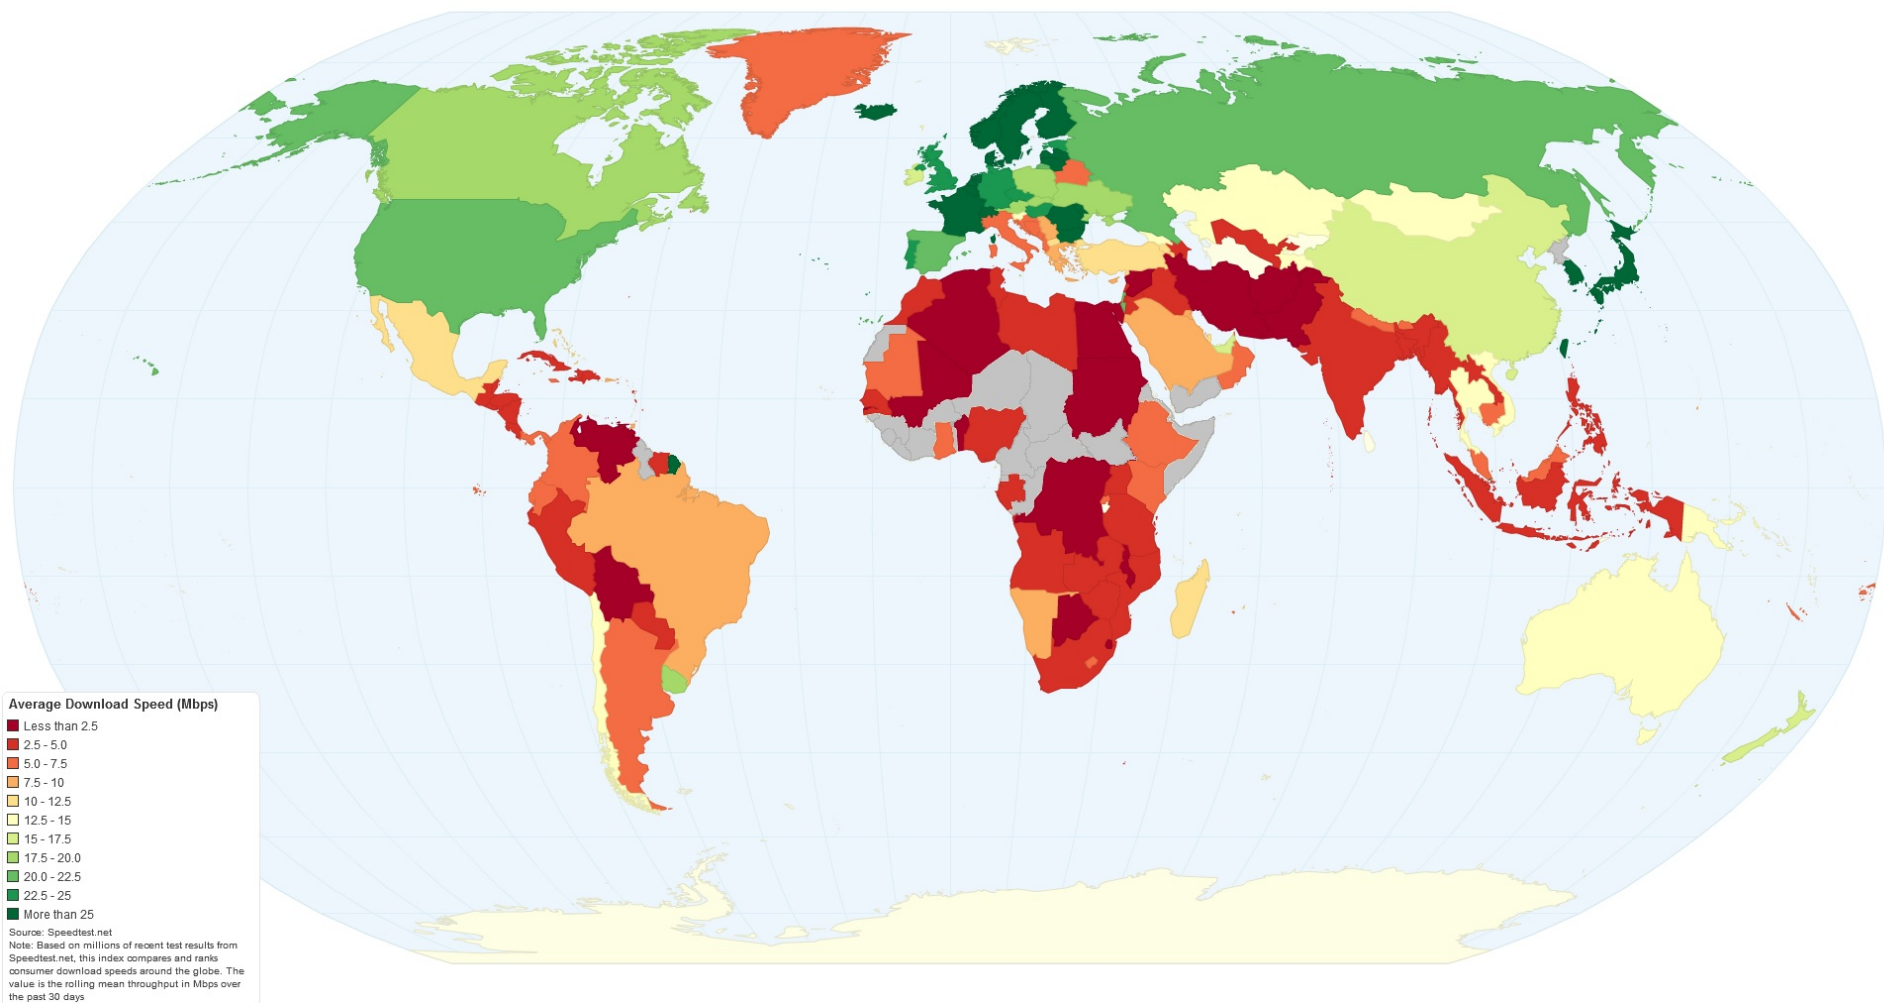 Average Download Speed (Mbps)
Less than 2.5
2.5 - 5.0
5.0 - 7.5
7.5 - 10
10 - 12.5
12.5 - 15
15 - 17.5
17.5 - 20.0
20.0 - 22.5
22.5 - 25
More than 25
Source: Speedtest.net
Note: Based on millions of recent test results from
Speedtest.net, this index compares and ranks
consumer download speeds around the globe. The
value is the rolling mean throughput in Mbps over
the past 30 days